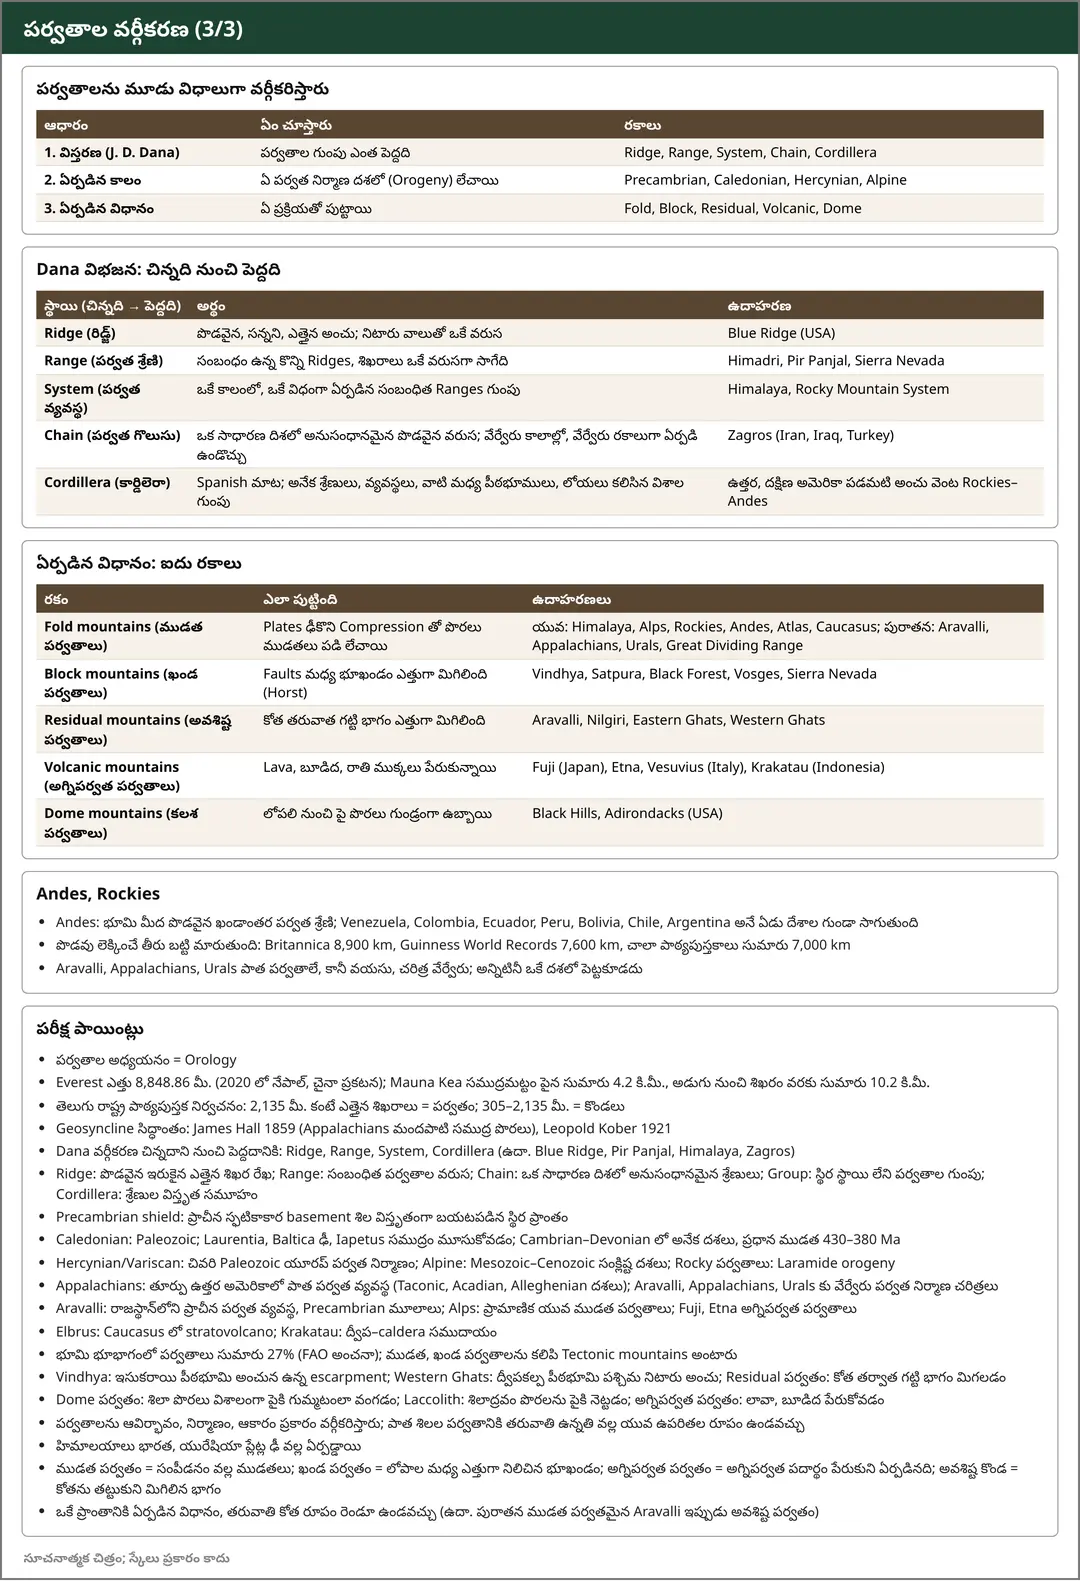 పర్వతాల వర్గీకరణ (3/3)
పర్వతాలను మూడు విధాలుగా వర్గీకరిస్తారు
ఆధారం ఏం చూస్తారు రకాలు
1. విస్తరణ (J. D. Dana) పర్వతాల గుంపు ఎంత పెద్దది Ridge, Range, System, Chain, Cordillera
2. ఏర్పడిన కాలం ఏ పర్వత నిర్మాణ దశలో (Orogeny) లేచాయి Precambrian, Caledonian, Hercynian, Alpine
3. ఏర్పడిన విధానం ఏ ప్రక్రియతో పుట్టాయి Fold, Block, Residual, Volcanic, Dome
Dana విభజన: చిన్నది నుంచి పెద్దది
స్థాయి (చిన్నది → పెద్దది) అర్థం ఉదాహరణ
Ridge (రిడ్జ్) పొడవైన, సన్నని, ఎత్తైన అంచు; నిటారు వాలుతో ఒకే వరుస Blue Ridge (USA)
Range (పర్వత శ్రేణి) సంబంధం ఉన్న కొన్ని Ridges, శిఖరాలు ఒకే వరుసగా సాగేది Himadri, Pir Panjal, Sierra Nevada
System (పర్వత ఒకే కాలంలో, ఒకే విధంగా ఏర్పడిన సంబంధిత Ranges గుంపు Himalaya, Rocky Mountain System
వ్యవస్థ)
Chain (పర్వత గొలుసు) ఒక సాధారణ దిశలో అనుసంధానమైన పొడవైన వరుస; వేర్వేరు కాలాల్లో, వేర్వేరు రకాలుగా ఏర్పడి Zagros (Iran, Iraq, Turkey)
ఉండొచ్చు
Cordillera (కార్డిలెరా) Spanish మాట; అనేక శ్రేణులు, వ్యవస్థలు, వాటి మధ్య పీఠభూములు, లోయలు కలిసిన విశాల ఉత్తర, దక్షిణ అమెరికా పడమటి అంచు వెంట Rockies–
గుంపు Andes
ఏర్పడిన విధానం: ఐదు రకాలు
రకం ఎలా పుట్టింది ఉదాహరణలు
Fold mountains (ముడత Plates ఢీకొని Compression తో పొరలు యువ: Himalaya, Alps, Rockies, Andes, Atlas, Caucasus; పురాతన: Aravalli,
పర్వతాలు) ముడతలు పడి లేచాయి Appalachians, Urals, Great Dividing Range
Block mountains (ఖండ Faults మధ్య భూఖండం ఎత్తుగా మిగిలింది Vindhya, Satpura, Black Forest, Vosges, Sierra Nevada
పర్వతాలు) (Horst)
Residual mountains (అవశిష్ట కోత తరువాత గట్టి భాగం ఎత్తుగా మిగిలింది Aravalli, Nilgiri, Eastern Ghats, Western Ghats
పర్వతాలు)
Volcanic mountains Lava, బూడిద, రాతి ముక్కలు పేరుకున్నాయి Fuji (Japan), Etna, Vesuvius (Italy), Krakatau (Indonesia)
(అగ్నిపర్వత పర్వతాలు)
Dome mountains (కలశ లోపలి నుంచి పై పొరలు గుండ్రంగా ఉబ్బాయి Black Hills, Adirondacks (USA)
పర్వతాలు)
Andes, Rockies
• Andes: భూమి మీద పొడవైన ఖండాంతర పర్వత శ్రేణి; Venezuela, Colombia, Ecuador, Peru, Bolivia, Chile, Argentina అనే ఏడు దేశాల గుండా సాగుతుంది
• పొడవు లెక్కించే తీరు బట్టి మారుతుంది: Britannica 8,900 km, Guinness World Records 7,600 km, చాలా పాఠ్యపుస్తకాలు సుమారు 7,000 km
• Aravalli, Appalachians, Urals పాత పర్వతాలే, కానీ వయసు, చరిత్ర వేర్వేరు; అన్నిటినీ ఒకే దశలో పెట్టకూడదు
పరీక్ష పాయింట్లు
• పర్వతాల అధ్యయనం = Orology
• Everest ఎత్తు 8,848.86 మీ. (2020 లో నేపాల్, చైనా ప్రకటన); Mauna Kea సముద్రమట్టం పైన సుమారు 4.2 కి.మీ., అడుగు నుంచి శిఖరం వరకు సుమారు 10.2 కి.మీ.
• తెలుగు రాష్ట్ర పాఠ్యపుస్తక నిర్వచనం: 2,135 మీ. కంటే ఎత్తైన శిఖరాలు = పర్వతం; 305–2,135 మీ. = కొండలు
• Geosyncline సిద్ధాంతం: James Hall 1859 (Appalachians మందపాటి సముద్ర పొరలు), Leopold Kober 1921
• Dana వర్గీకరణ చిన్నదాని నుంచి పెద్దదానికి: Ridge, Range, System, Cordillera (ఉదా. Blue Ridge, Pir Panjal, Himalaya, Zagros)
• Ridge: పొడవైన ఇరుకైన ఎత్తైన శిఖర రేఖ; Range: సంబంధిత పర్వతాల వరుస; Chain: ఒక సాధారణ దిశలో అనుసంధానమైన శ్రేణులు; Group: స్థిర స్థాయి లేని పర్వతాల గుంపు;
Cordillera: శ్రేణుల విస్తృత సమూహం
• Precambrian shield: ప్రాచీన స్ఫటికాకార basement శిల విస్తృతంగా బయటపడిన స్థిర ప్రాంతం
• Caledonian: Paleozoic; Laurentia, Baltica ఢీ, Iapetus సముద్రం మూసుకోవడం; Cambrian–Devonian లో అనేక దశలు, ప్రధాన ముడత 430–380 Ma
• Hercynian/Variscan: చివరి Paleozoic యూరప్ పర్వత నిర్మాణం; Alpine: Mesozoic–Cenozoic సంక్లిష్ట దశలు; Rocky పర్వతాలు: Laramide orogeny
• Appalachians: తూర్పు ఉత్తర అమెరికాలో పాత పర్వత వ్యవస్థ (Taconic, Acadian, Alleghenian దశలు); Aravalli, Appalachians, Urals కు వేర్వేరు పర్వత నిర్మాణ చరిత్రలు
• Aravalli: రాజస్థాన్‌లోని ప్రాచీన పర్వత వ్యవస్థ, Precambrian మూలాలు; Alps: ప్రామాణిక యువ ముడత పర్వతాలు; Fuji, Etna అగ్నిపర్వత పర్వతాలు
• Elbrus: Caucasus లో stratovolcano; Krakatau: ద్వీప–caldera సముదాయం
• భూమి భూభాగంలో పర్వతాలు సుమారు 27% (FAO అంచనా); ముడత, ఖండ పర్వతాలను కలిపి Tectonic mountains అంటారు
• Vindhya: ఇసుకరాయి పీఠభూమి అంచున ఉన్న escarpment; Western Ghats: ద్వీపకల్ప పీఠభూమి పశ్చిమ నిటారు అంచు; Residual పర్వతం: కోత తర్వాత గట్టి భాగం మిగలడం
• Dome పర్వతం: శిలా పొరలు విశాలంగా పైకి గుమ్మటంలా వంగడం; Laccolith: శిలాద్రవం పొరలను పైకి నెట్టడం; అగ్నిపర్వత పర్వతం: లావా, బూడిద పేరుకోవడం
• పర్వతాలను ఆవిర్భావం, నిర్మాణం, ఆకారం ప్రకారం వర్గీకరిస్తారు; పాత శిలల పర్వతానికి తరువాతి ఉన్నతి వల్ల యువ ఉపరితల రూపం ఉండవచ్చు
• హిమాలయాలు భారత, యురేషియా ప్లేట్ల ఢీ వల్ల ఏర్పడ్డాయి
• ముడత పర్వతం = సంపీడనం వల్ల ముడతలు; ఖండ పర్వతం = లోపాల మధ్య ఎత్తుగా నిలిచిన భూఖండం; అగ్నిపర్వత పర్వతం = అగ్నిపర్వత పదార్థం పేరుకుని ఏర్పడినది; అవశిష్ట కొండ =
కోతను తట్టుకుని మిగిలిన భాగం
• ఒకే ప్రాంతానికి ఏర్పడిన విధానం, తరువాతి కోత రూపం రెండూ ఉండవచ్చు (ఉదా. పురాతన ముడత పర్వతమైన Aravalli ఇప్పుడు అవశిష్ట పర్వతం)
సూచనాత్మక చిత్రం; స్కేలు ప్రకారం కాదు